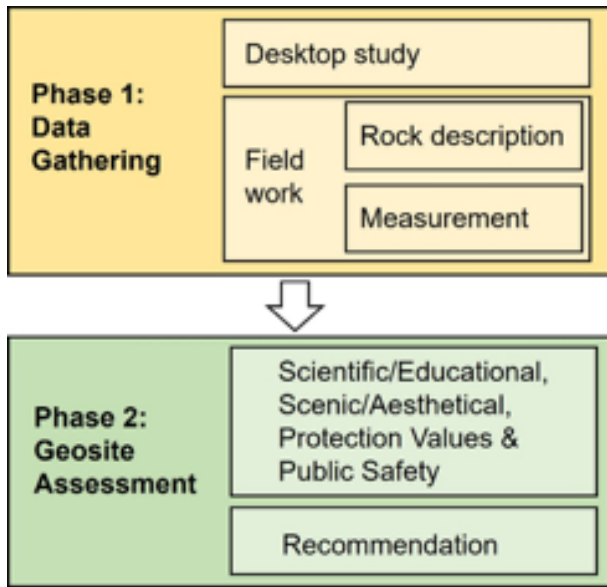 Phase 1:
Data
Gathering
Desktop study
Field
work
Rock description
Measurement
Phase 2:
Geosite
Assessment
Scientific/Educational,
Scenic/Aesthetical,
Protection Values &
Public Safety
Recommendation